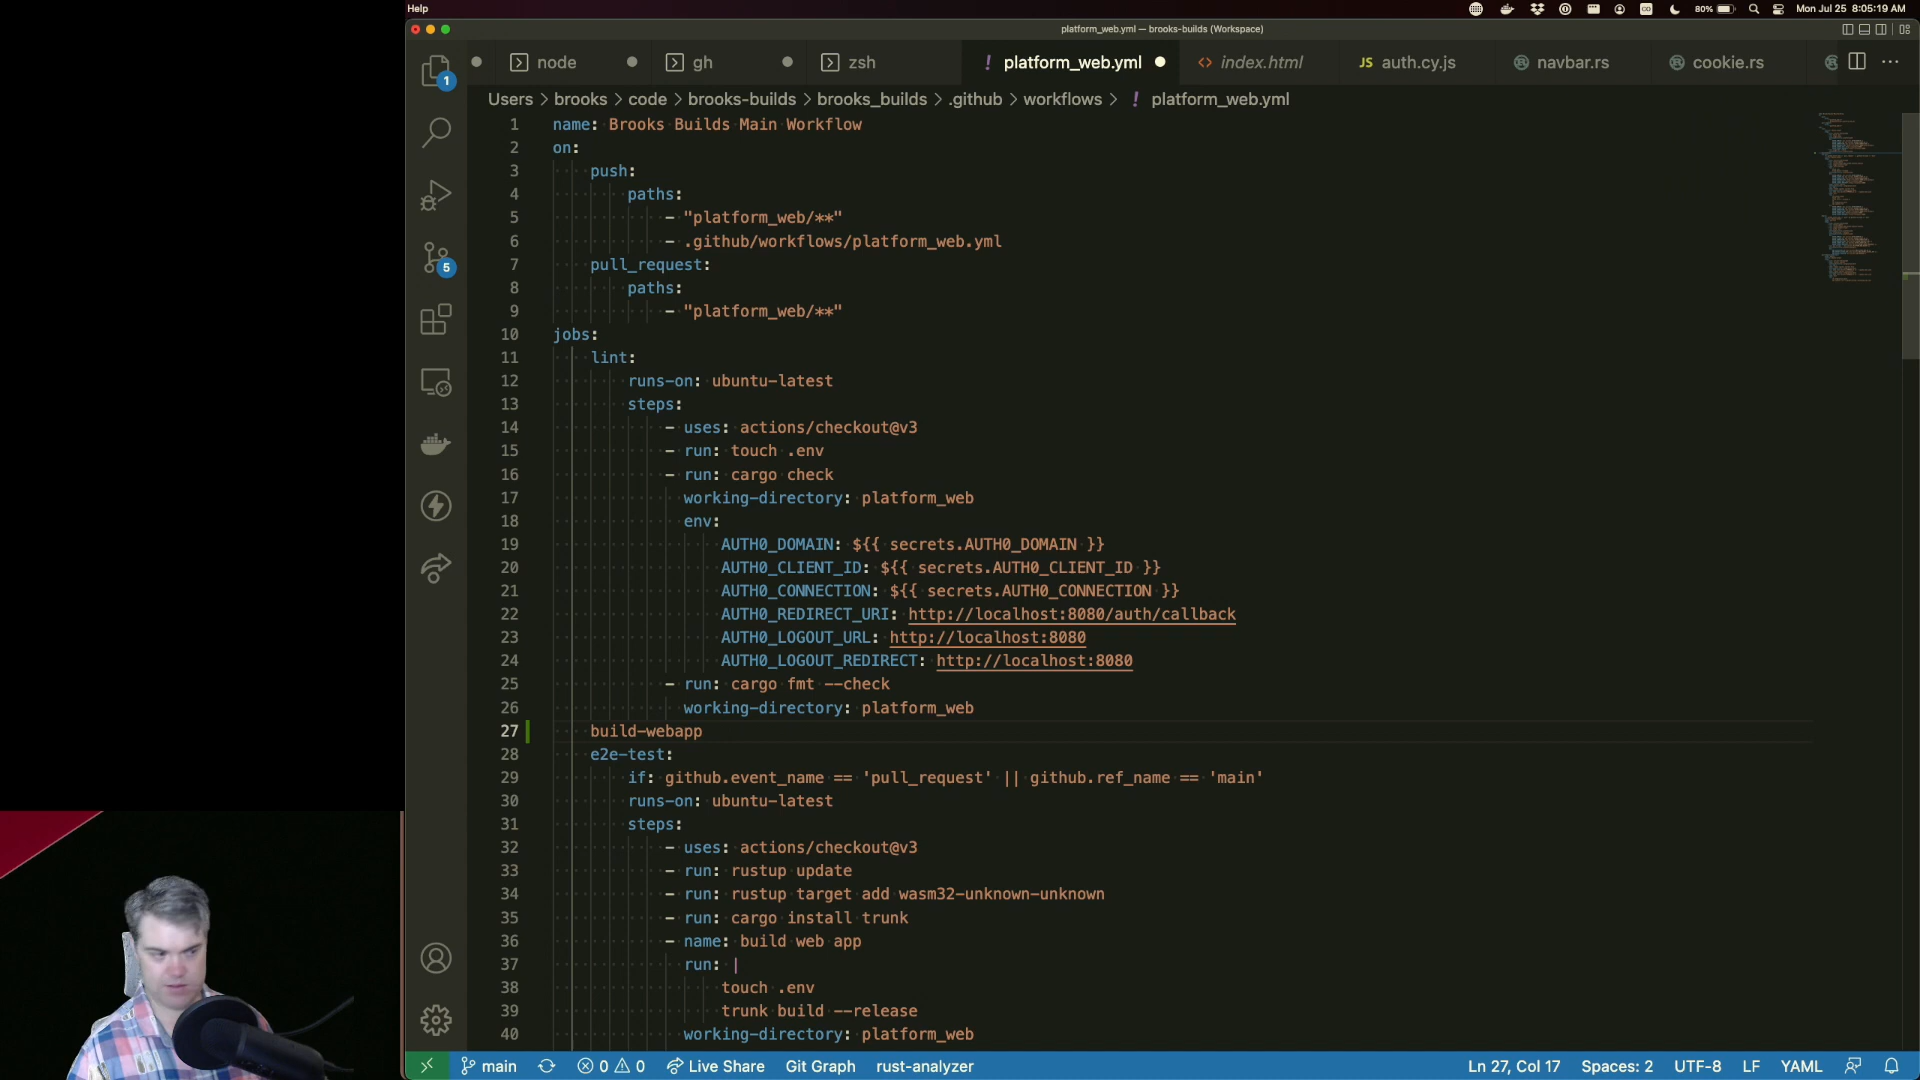 Help
80%
Mon Jul 25 8:05:19 AM
platform_web.yml — brooks-builds (Workspace)
node
gh
zsh
! platform_web.yml
<> index.html
JS auth.cy.js
navbar.rs
cookie.rs
Users > brooks > code > brooks-builds > brooks_builds > .github > workflows > ! platform_web.yml
1 name: Brooks Builds Main Workflow
2 on:
3 push:
4 paths:
5 - "platform_web/**"
6 - .github/workflows/platform_web.yml
7 pull_request:
8 paths:
9 - "platform_web/**"
10 jobs:
11 lint:
12 runs-on: ubuntu-latest
13 steps:
14 - uses: actions/checkout@v3
15 - run: touch .env
16 - run: cargo check
17 working-directory: platform_web
18 env:
19 AUTH0_DOMAIN: ${{ secrets.AUTH0_DOMAIN }}
20 AUTH0_CLIENT_ID: ${{ secrets.AUTH0_CLIENT_ID }}
21 AUTH0_CONNECTION: ${{ secrets.AUTH0_CONNECTION }}
22 AUTH0_REDIRECT_URI: http://localhost:8080/auth/callback
23 AUTH0_LOGOUT_URL: http://localhost:8080
24 AUTH0_LOGOUT_REDIRECT: http://localhost:8080
25 - run: cargo fmt --check
26 working-directory: platform_web
27 build-webapp
28 e2e-test:
29 if: github.event_name == 'pull_request' || github.ref_name == 'main'
30 runs-on: ubuntu-latest
31 steps:
32 - uses: actions/checkout@v3
33 - run: rustup update
34 - run: rustup target add wasm32-unknown-unknown
35 - run: cargo install trunk
36 - name: build web app
37 run: |
38 touch .env
39 trunk build --release
40 working-directory: platform_web
1
5
main
0
0
Live Share
Git Graph
rust-analyzer
Ln 27, Col 17
Spaces: 2
UTF-8
LF
YAML